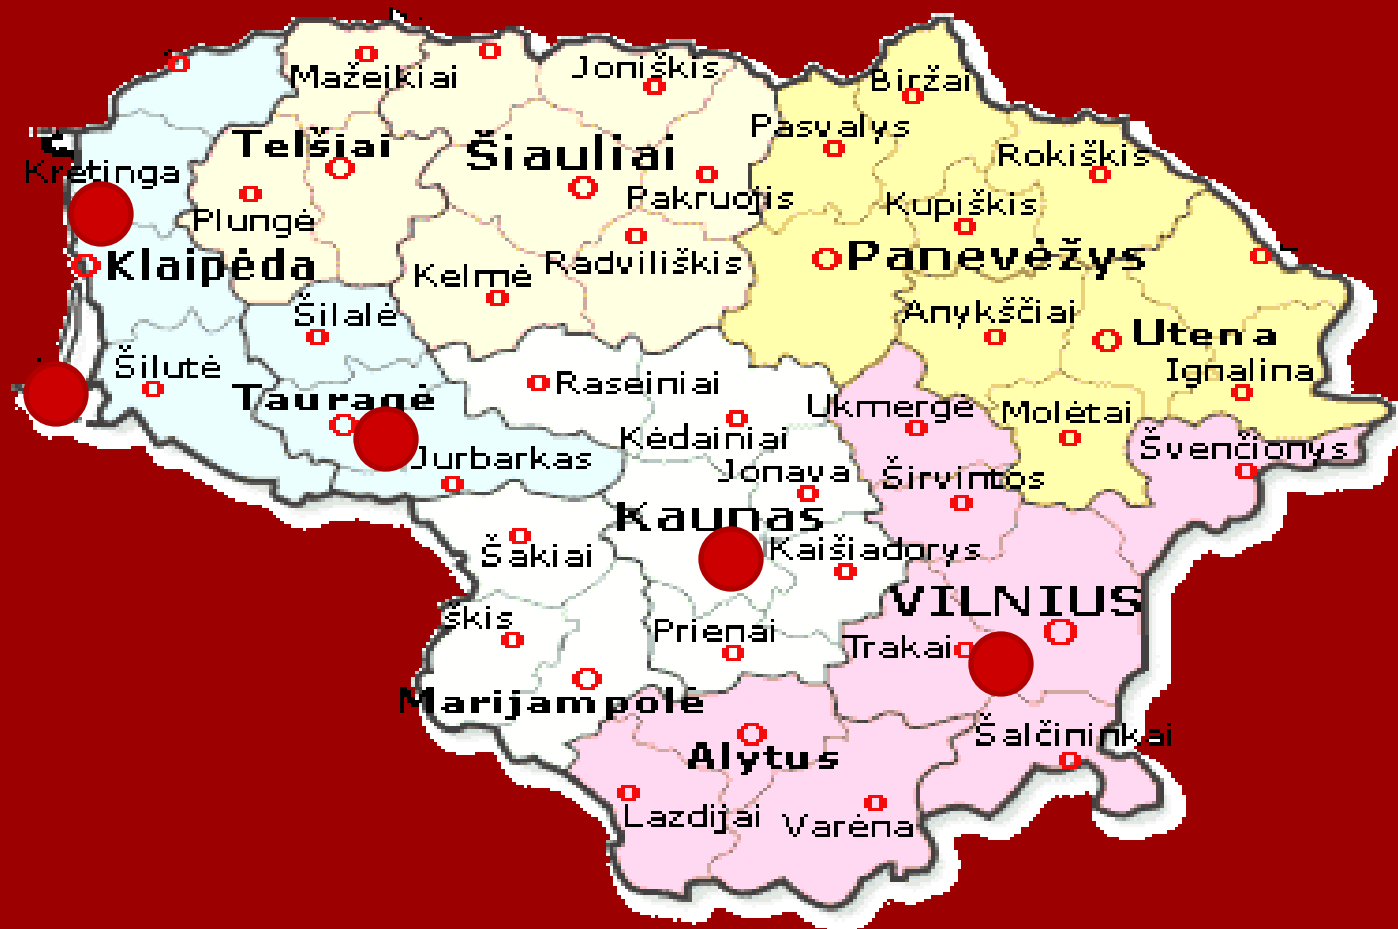 Joniškis
Mažeikiai
Biržai
Pasvalys
Telšiai
Šiauliai
Rokiškis
Kretinga
Pakruojis
Kupiškis
Plungė
Klaipėda
Radviliškis
Panevėžys
Kelmė
Šilalė
Anykščiai
Utena
Šilutė
Ignalina
Raseiniai
Tauragė
Ukmergė
Molėtai
Kėdainiai
Švenčionys
Jurbarkas
Jonava
Širvintos
Kaunas
Šakiai
Kaišiadorys
VILNIUS
škis
Prienai
Trakai
Marijampolė
Šalčininkai
Alytus
Lazdijai
Varėna